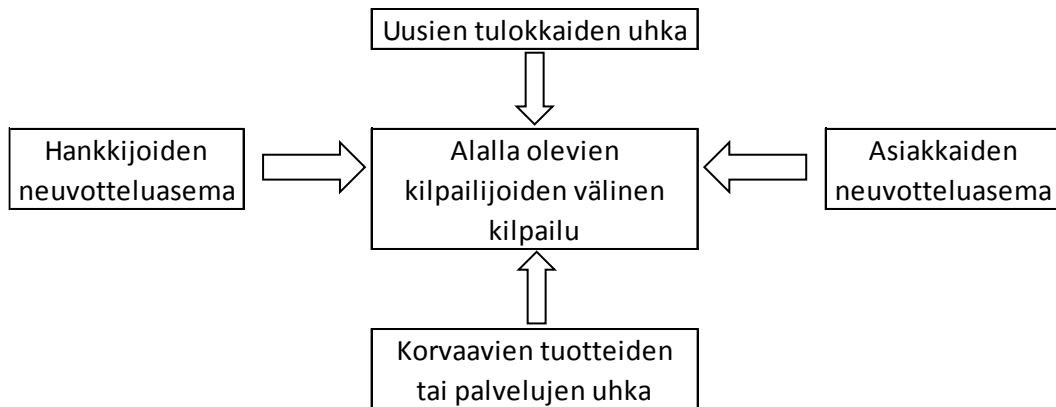 Uusien tulokkaiden uhka
Hankkijoiden
neuvotteluasema
Alalla olevien
kilpailijoiden välinen
kilpailu
Asiakkaiden
neuvotteluasema
Korvaavien tuotteiden
tai palvelujen uhka